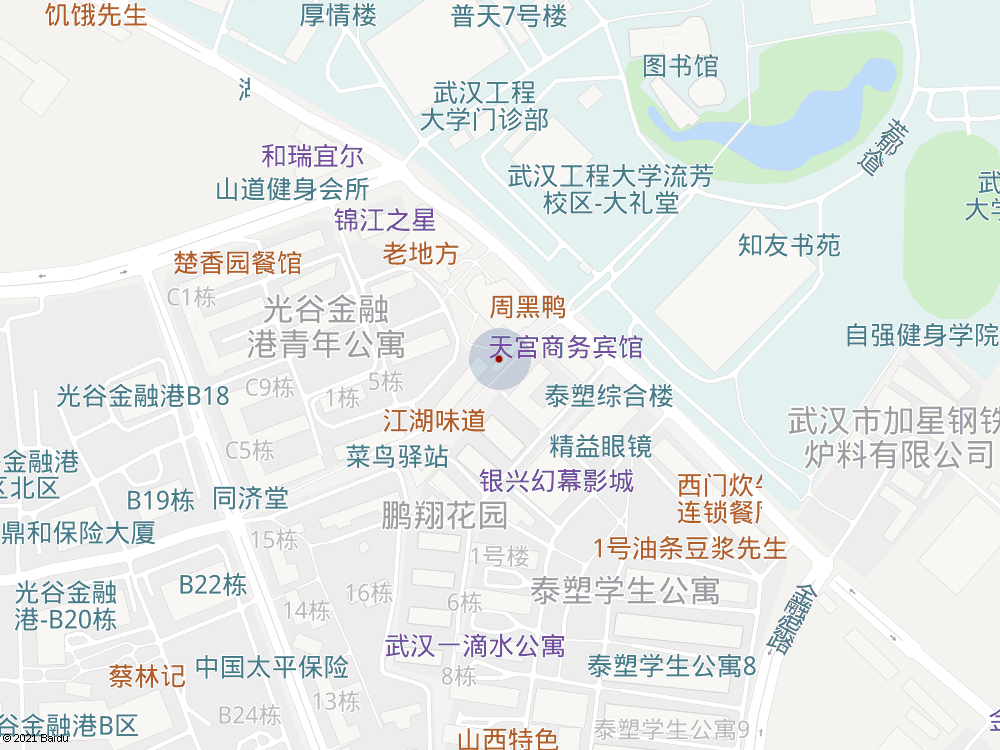 饥饿先生
厚情楼
普天7号楼
图书馆
武汉工程
大学门诊部
和瑞宜尔
山道健身会所
武汉工程大学流芳
校区-大礼堂
锦江之星
老地方
知友书苑
楚香园餐馆
C1栋
光谷金融
港青年公寓
周黑鸭
自强健身学院
天宫商务宾馆
光谷金融港B18
C9栋
5栋
1栋
泰塑综合楼
江湖味道
武汉市加星钢铁
炉料有限公司
C5栋
菜鸟驿站
精益眼镜
金融港
区北区
B19栋
同济堂
银兴幻幕影城
西门炊
连锁餐厅
鹏翔花园
鼎和保险大厦
15栋
1号楼
1号油条豆浆先生
光谷金融
港-B20栋
B22栋
14栋
16栋
6栋
泰塑学生公寓
金融港路
武汉一滴水公寓
蔡林记
中国太平保险
8栋
泰塑学生公寓8
13栋
B24栋
谷金融港B区
山西特色
泰塑学生公寓9
© 2021 Baidu